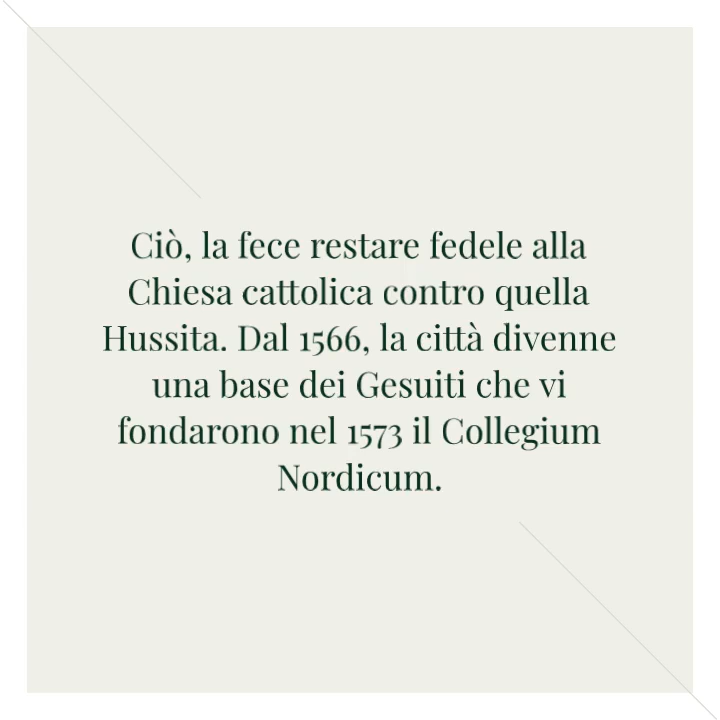 Ciò, la fece restare fedele alla
Chiesa cattolica contro quella
Hussita. Dal 1566, la città divenne
una base dei Gesuiti che vi
fondarono nel 1573 il Collegium
Nordicum.